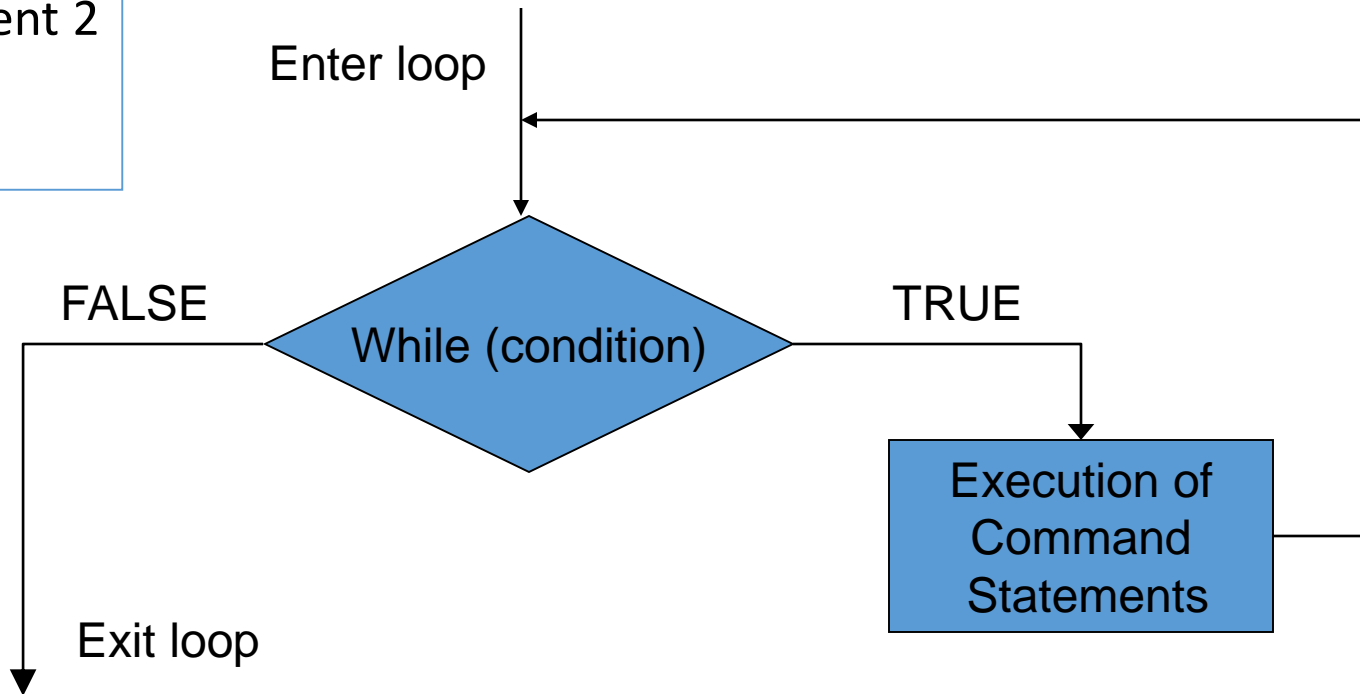 ent 2
Enter loop
FALSE
While (condition)
TRUE
Execution of
Command
Statements
Exit loop